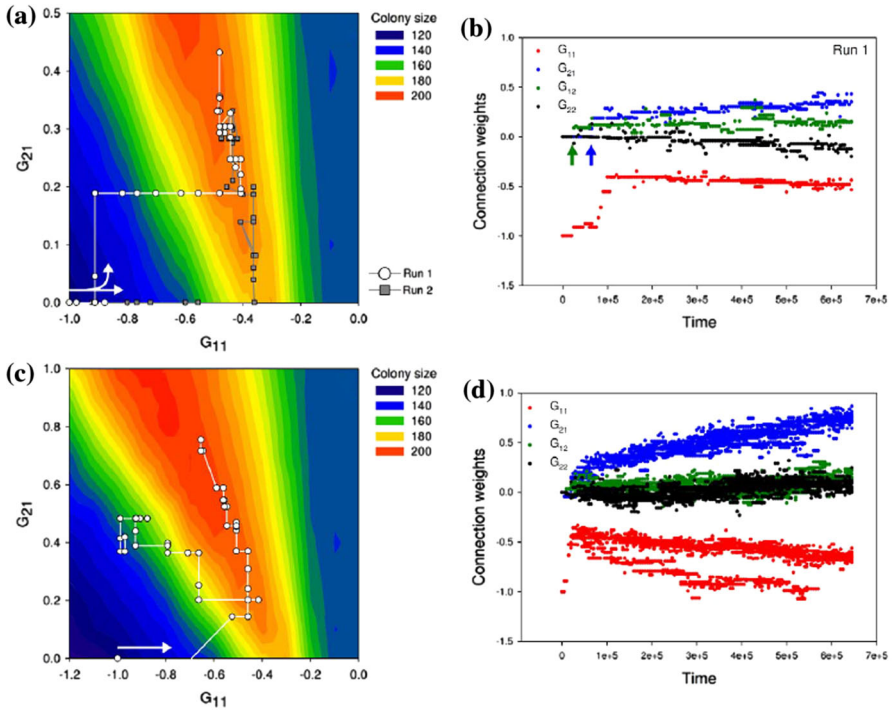 (a)
0.5
0.4
0.3
0.2
0.1
0.0
G21
-1.0 -0.8 -0.6 -0.4 -0.2 0.0
G11
Colony size
120
140
160
180
200
Run 1
Run 2
(b)
Run 1
G11
G21
G12
G22
1.0
0.5
0.0
-0.5
-1.0
-1.5
Connection weights
0 1e+5 2e+5 3e+5 4e+5 5e+5 6e+5 7e+5
Time
(c)
1.0
0.8
0.6
0.4
0.2
0.0
G21
-1.2 -1.0 -0.8 -0.6 -0.4 -0.2 0.0
G11
Colony size
120
140
160
180
200
(d)
G11
G21
G12
G22
1.0
0.5
0.0
-0.5
-1.0
-1.5
Connection weights
0 1e+5 2e+5 3e+5 4e+5 5e+5 6e+5 7e+5
Time